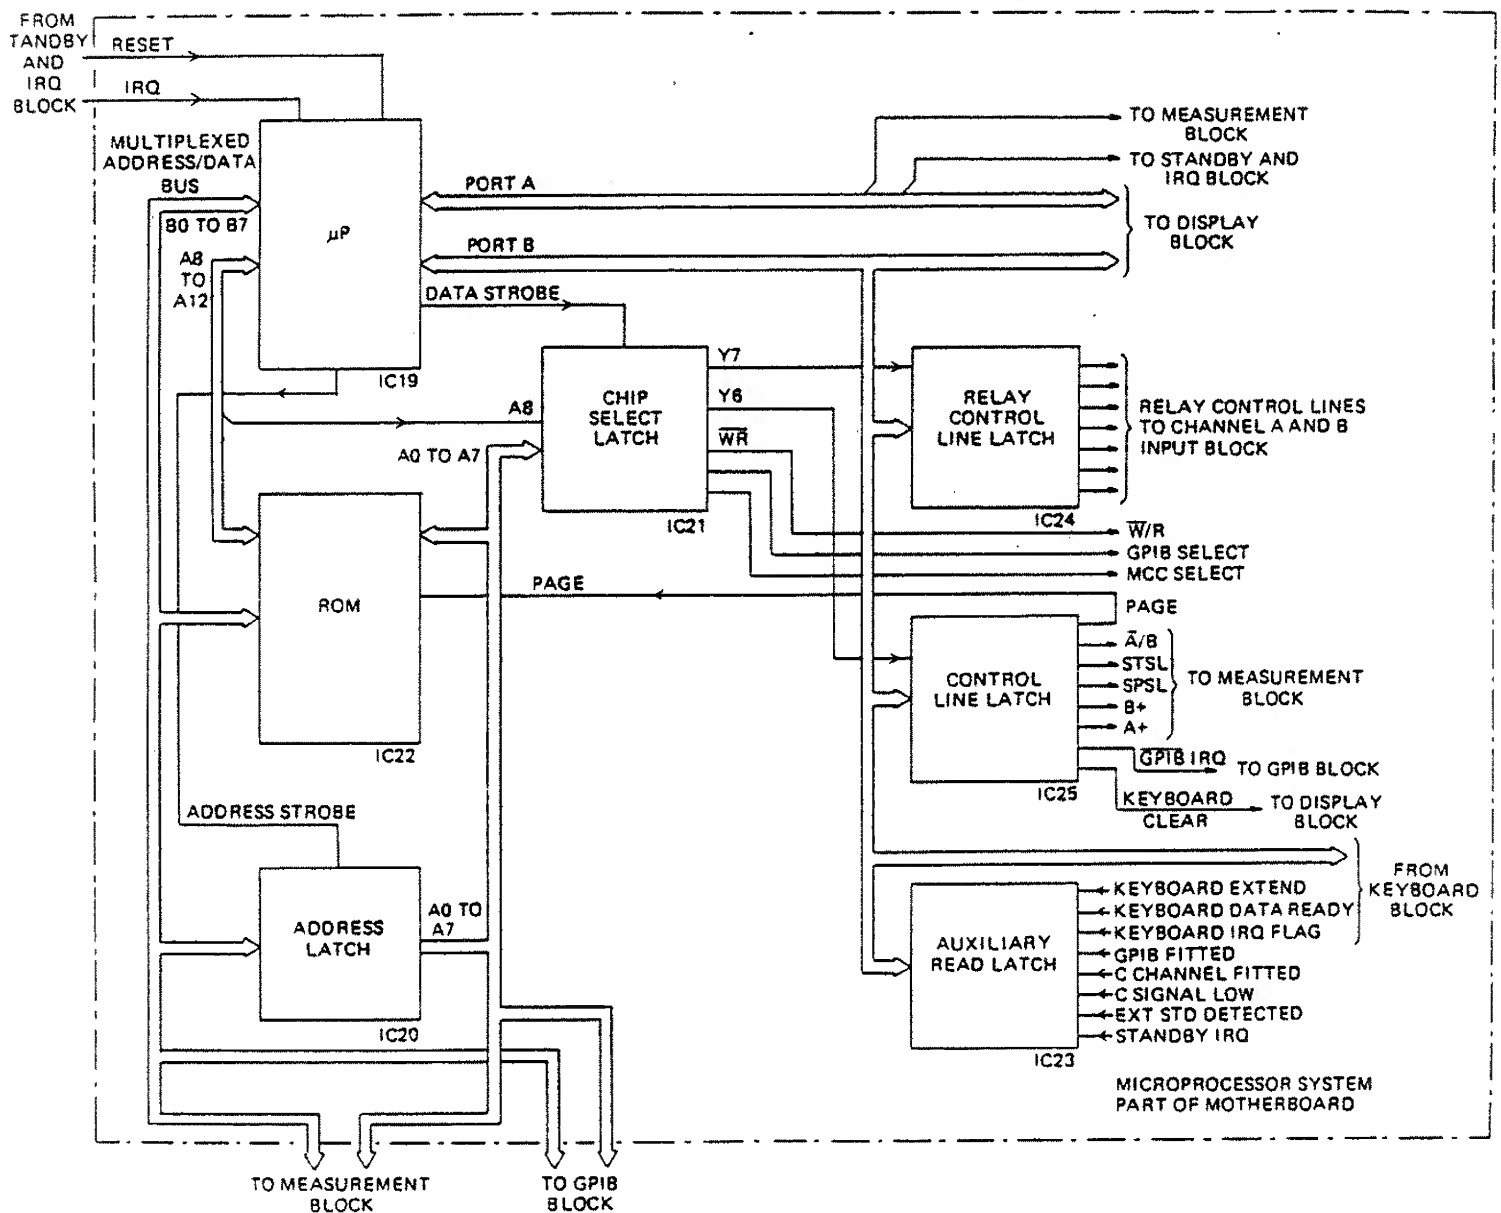 FROM
TANDBY
AND
IRQ
BLOCK
RESET
IRQ
MULTIPLEXED
ADDRESS/DATA
BUS
B0 TO B7
A8
TO
A12
μP
IC19
PORT A
PORT B
DATA STROBE
TO MEASUREMENT
BLOCK
TO STANDBY AND
IRQ BLOCK
TO DISPLAY
BLOCK
A8
A0 TO A7
CHIP
SELECT
LATCH
IC21
Y7
Y6
W̅R̅
RELAY
CONTROL
LINE LATCH
IC24
RELAY CONTROL LINES
TO CHANNEL A AND B
INPUT BLOCK
W̅/R
GPIB SELECT
MCC SELECT
ROM
IC22
PAGE
PAGE
CONTROL
LINE LATCH
IC25
A̅/B
STSL
SPSL
B+
A+
TO MEASUREMENT
BLOCK
G̅P̅I̅B̅ IRQ
TO GPIB BLOCK
KEYBOARD
CLEAR
TO DISPLAY
BLOCK
ADDRESS STROBE
ADDRESS
LATCH
IC20
A0 TO
A7
AUXILIARY
READ LATCH
IC23
KEYBOARD EXTEND
KEYBOARD DATA READY
KEYBOARD IRQ FLAG
GPIB FITTED
C CHANNEL FITTED
C SIGNAL LOW
EXT STD DETECTED
STANDBY IRQ
FROM
KEYBOARD
BLOCK
MICROPROCESSOR SYSTEM
PART OF MOTHERBOARD
TO MEASUREMENT
BLOCK
TO GPIB
BLOCK